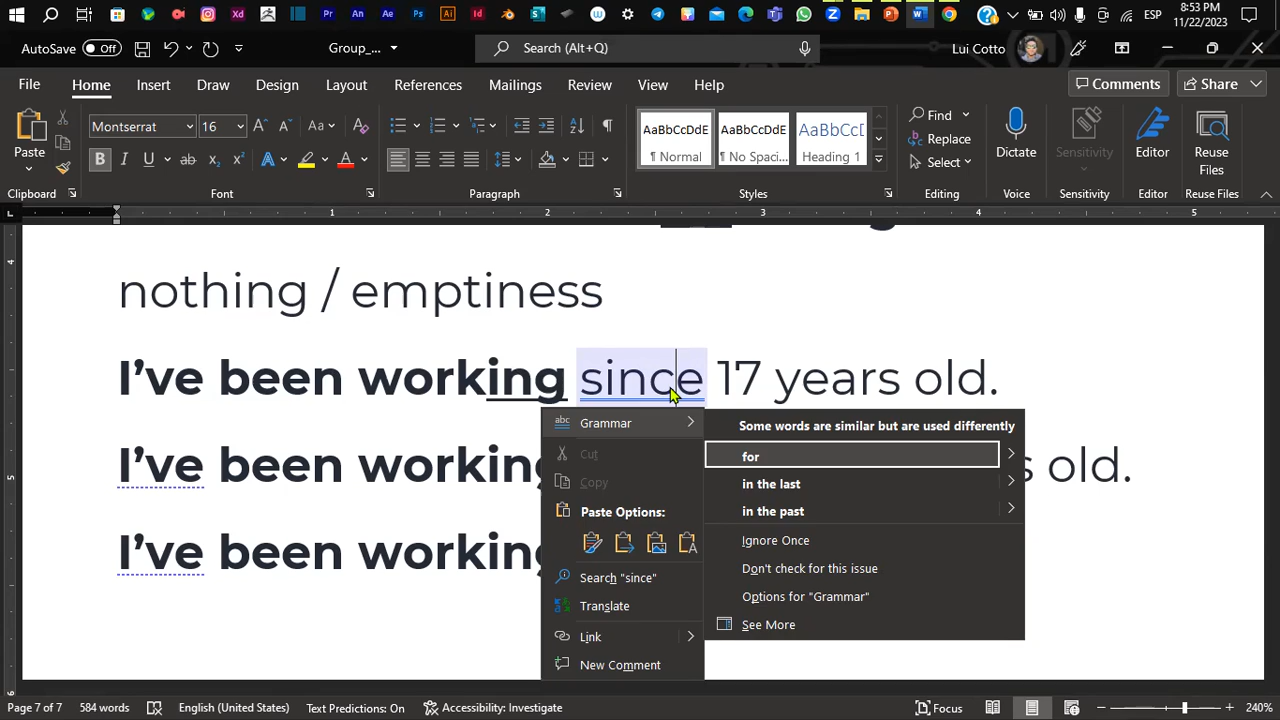 ESP
8:53 PM
11/22/2023
AutoSave Off
Group_...
Search (Alt+Q)
Lui Cotto
File Home Insert Draw Layout References Mailings Review View Help
Comments Share
Paste
Montserrat 16
Find
Replace
Select
AaBbCcDdE AaBbCcDdE AaBbCcD
¶ Normal ¶ No Spaci... Heading 1
Dictate
Sensitivity
Editor
Reuse Files
Clipboard Font Paragraph Styles Editing Voice Sensitivity Editor Reuse Files
1 2 3 4 5
nothing / emptiness
I've been working since 17 years old.
I've been working s old.
I've been working
Grammar
Cut
Copy
Paste Options:
Search "since"
Translate
Link
New Comment
Some words are similar but are used differently
for
in the last
in the past
Ignore Once
Don't check for this issue
Options for "Grammar"
See More
Page 7 of 7 584 words English (United States) Text Predictions: On Accessibility: Investigate Focus 240%